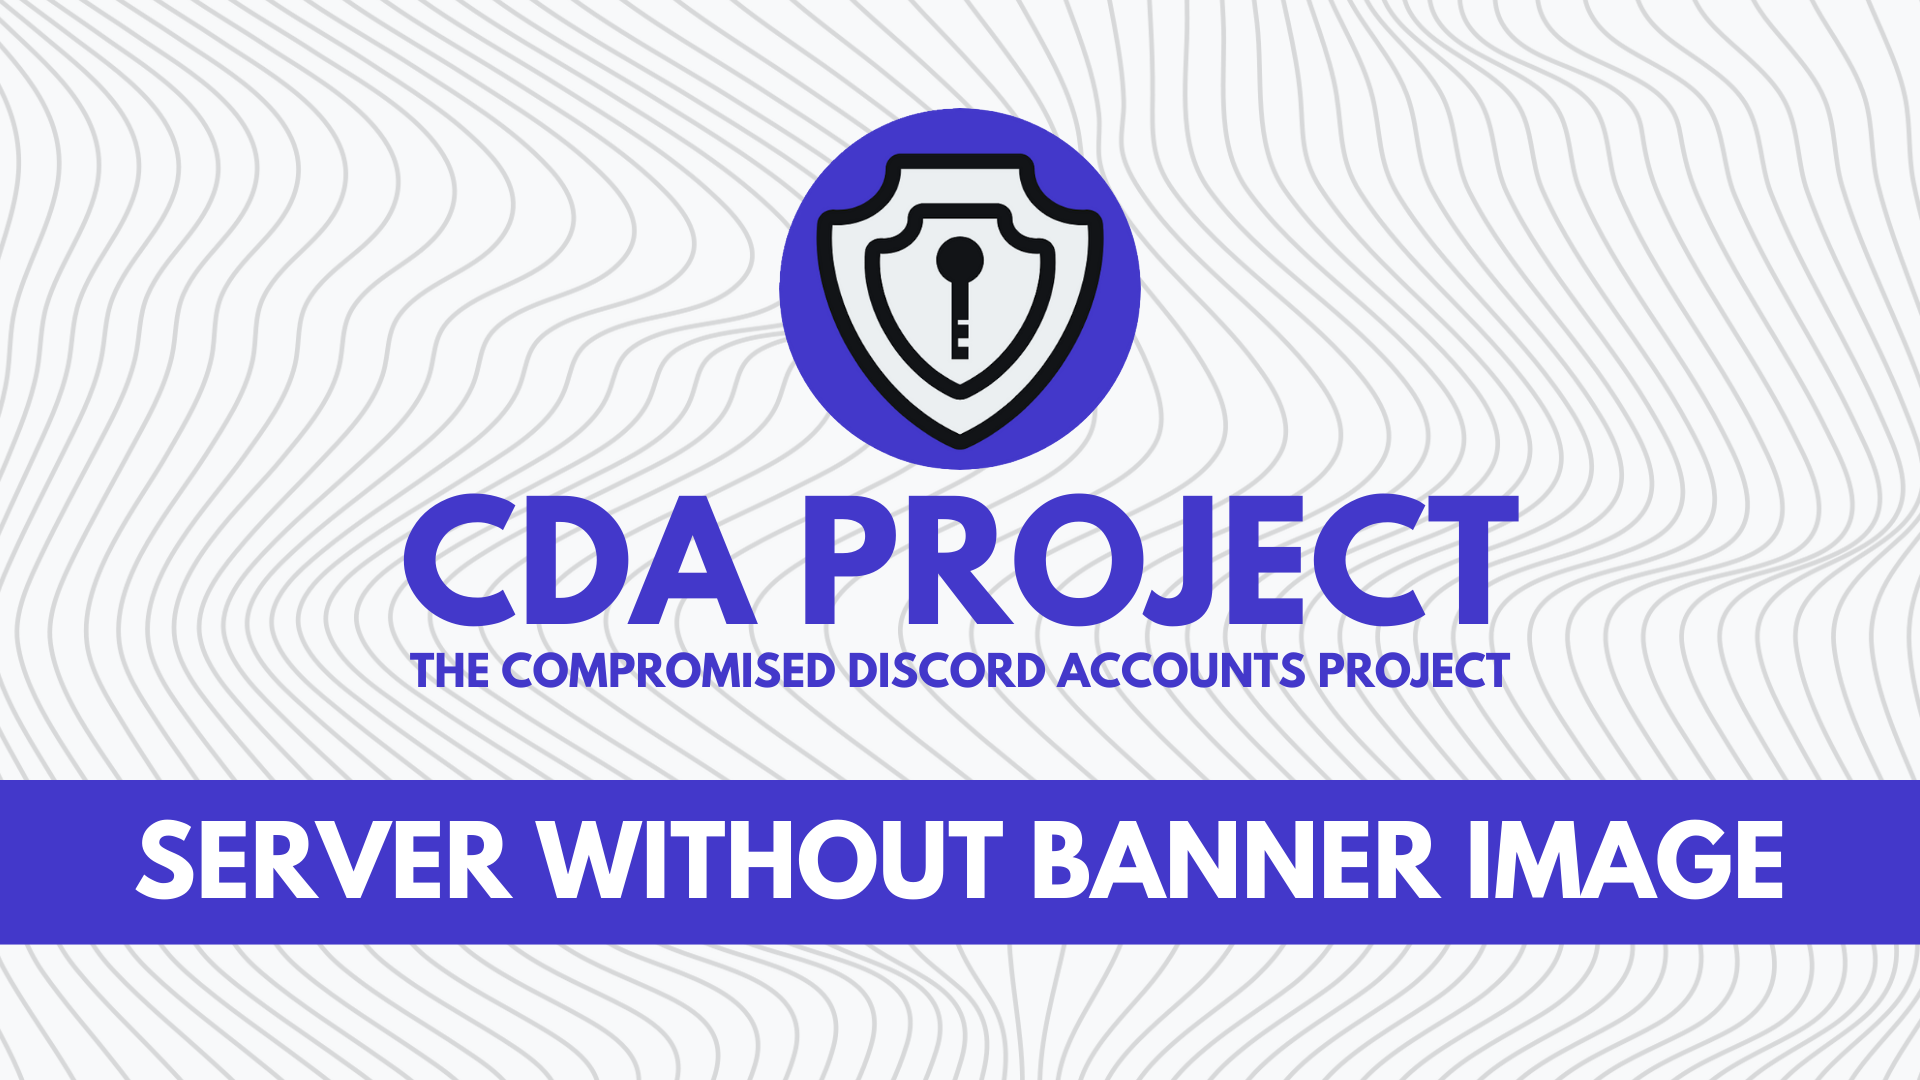 CDA PROJECT
THE COMPROMISED DISCORD ACCOUNTS PROJECT
SERVER WITHOUT BANNER IMAGE